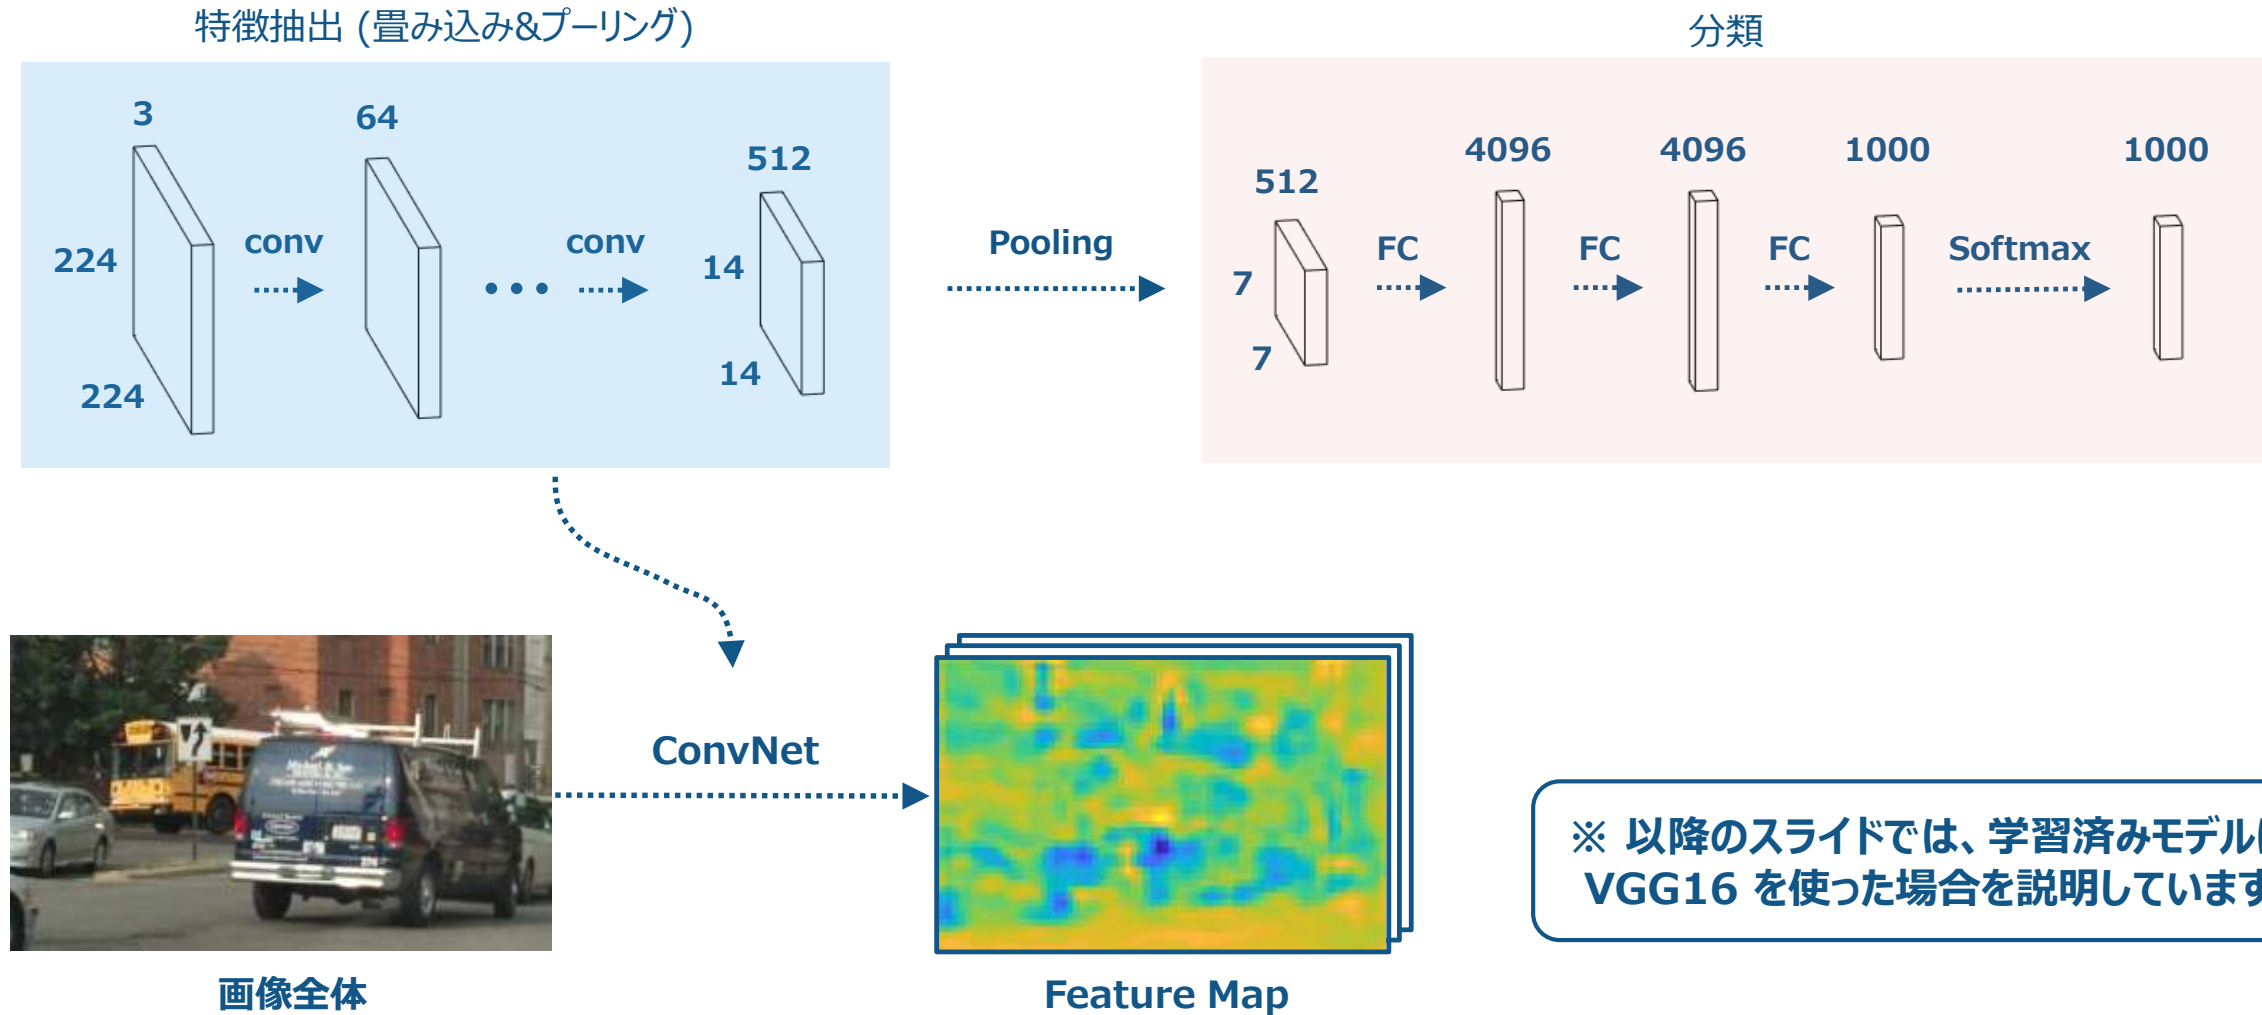 特徴抽出 (畳み込み&プーリング)
分類
3
64
512
224
conv
conv
14
224
14
Pooling
512
4096
4096
1000
1000
7
FC
FC
FC
Softmax
7
ConvNet
※ 以降のスライドでは、学習済みモデルに
VGG16 を使った場合を説明しています
画像全体
Feature Map